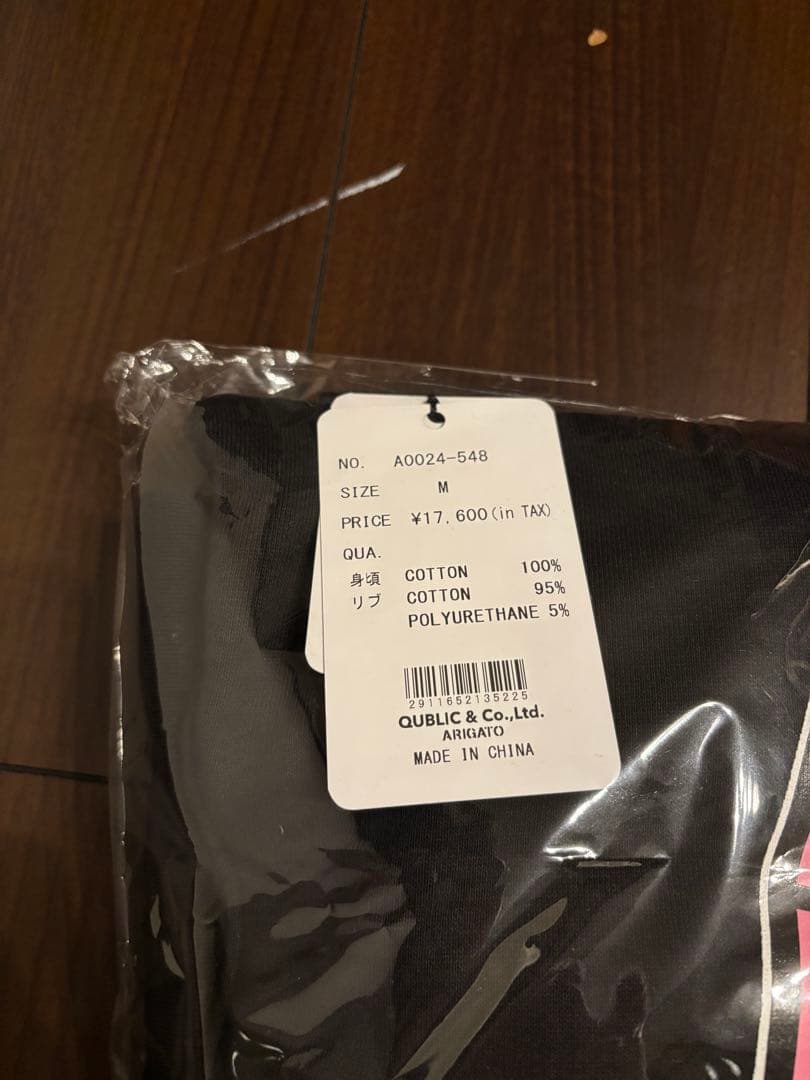 NO. A0024-548
SIZE M
PRICE ¥17,600(in TAX)
QUA.
身頃 COTTON 100%
リブ COTTON 95%
POLYURETHANE 5%
2911652135225
QUBLIC & Co.,Ltd.
ARIGATO
MADE IN CHINA